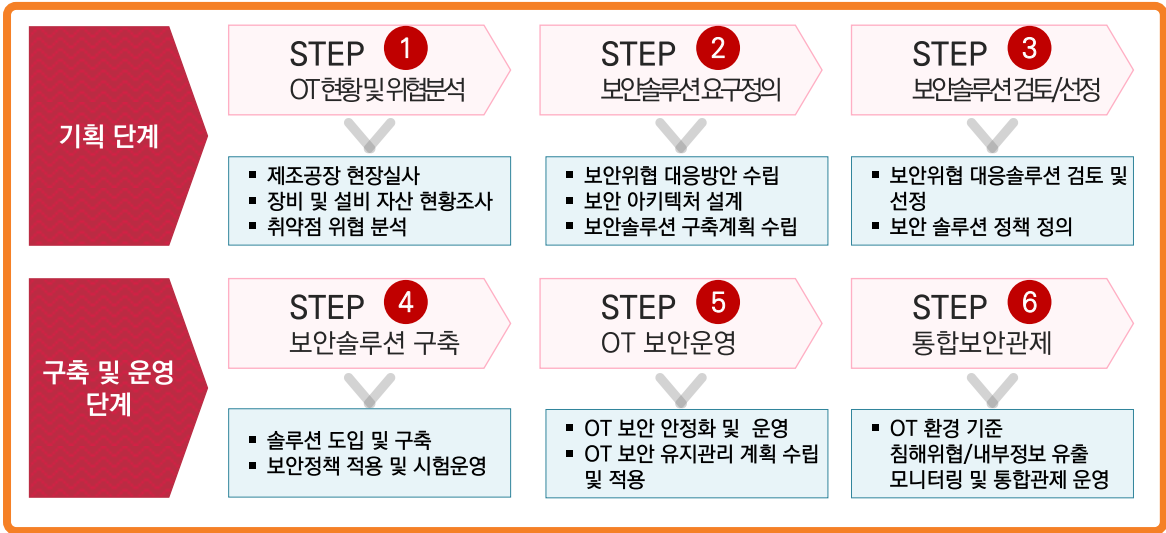 기획 단계
STEP 1
OT 현황 및 위협분석
▪ 제조공장 현장실사
▪ 장비 및 설비 자산 현황조사
▪ 취약점 위협 분석
STEP 2
보안솔루션 요구정의
▪ 보안위협 대응방안 수립
▪ 보안 아키텍처 설계
▪ 보안솔루션 구축계획 수립
STEP 3
보안솔루션 검토/선정
▪ 보안위협 대응솔루션 검토 및
선정
▪ 보안 솔루션 정책 정의
구축 및 운영
단계
STEP 4
보안솔루션 구축
▪ 솔루션 도입 및 구축
▪ 보안정책 적용 및 시험운영
STEP 5
OT 보안운영
▪ OT 보안 안정화 및 운영
▪ OT 보안 유지관리 계획 수립
및 적용
STEP 6
통합보안관제
▪ OT 환경 기준
침해위협/내부정보 유출
모니터링 및 통합관제 운영